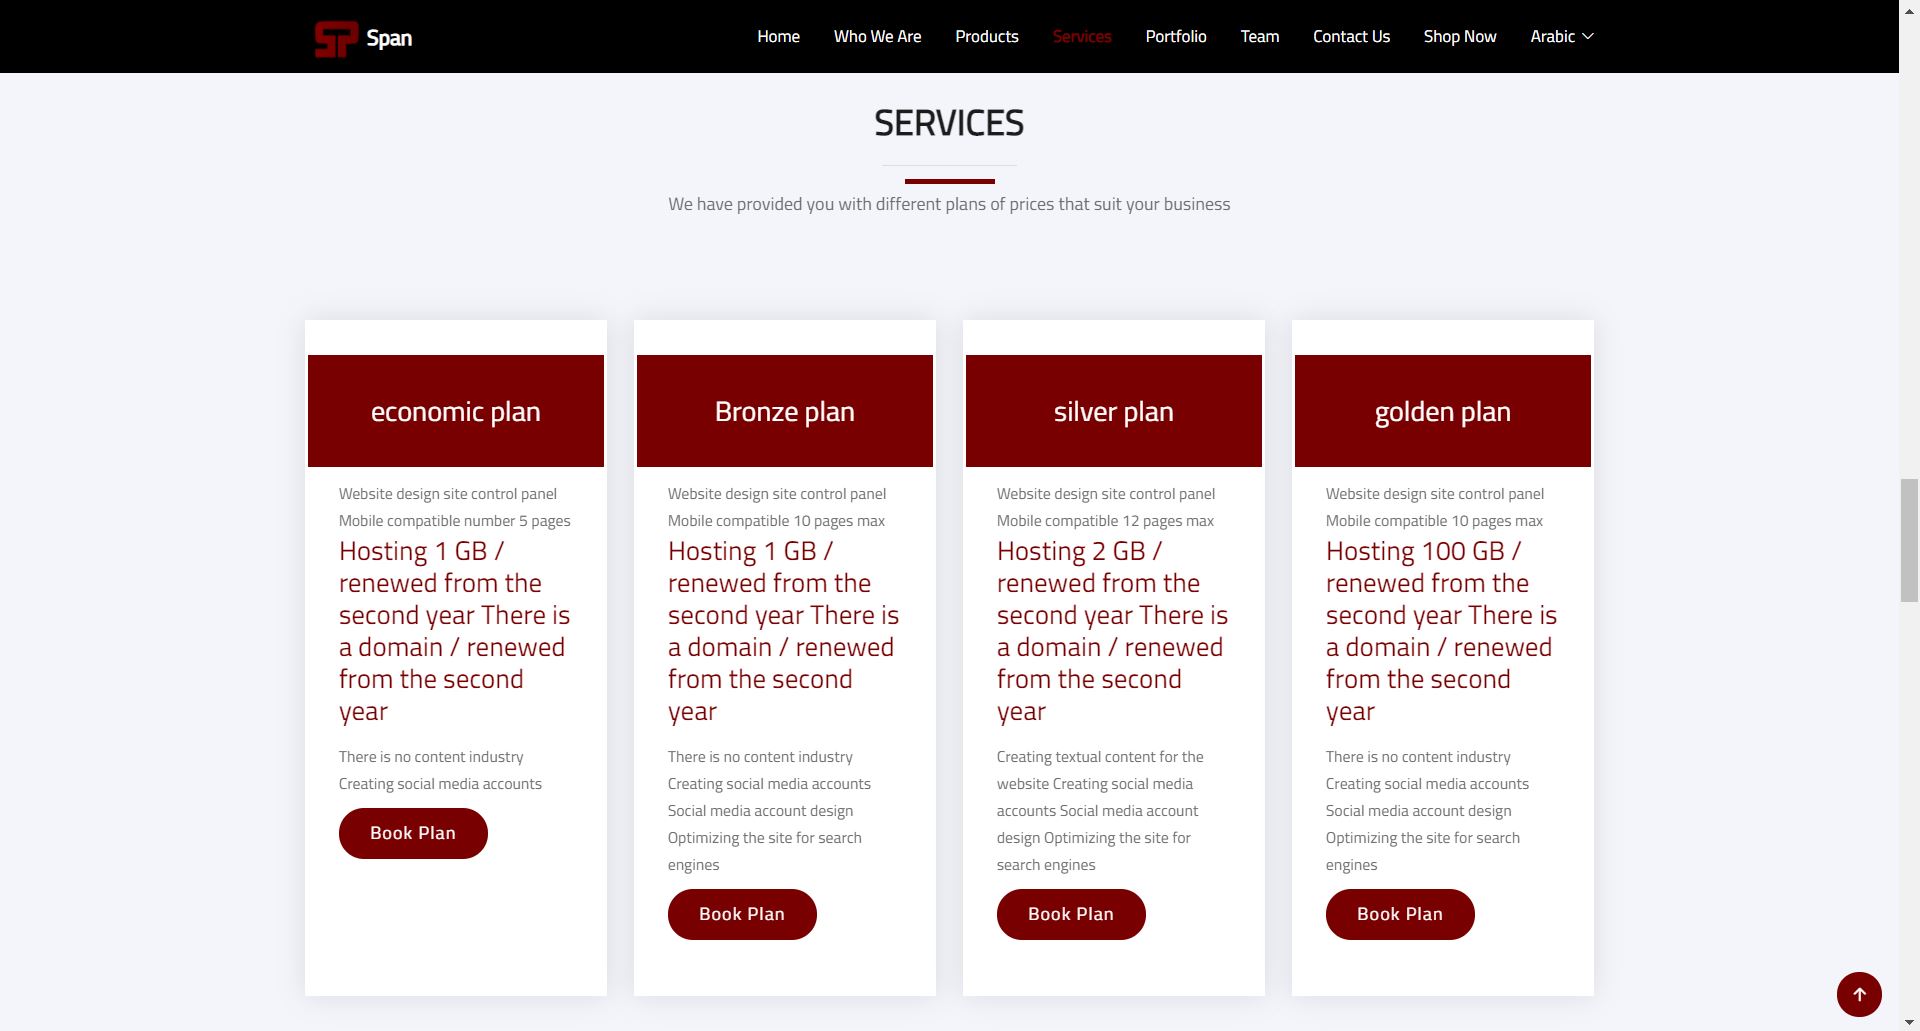 SP Span
Home Who We Are Products Services Portfolio Team Contact Us Shop Now Arabic
SERVICES
We have provided you with different plans of prices that suit your business
economic plan
Website design site control panel
Mobile compatible number 5 pages
Hosting 1 GB /
renewed from the
second year There is
a domain / renewed
from the second
year
There is no content industry
Creating social media accounts
Book Plan
Bronze plan
Website design site control panel
Mobile compatible 10 pages max
Hosting 1 GB /
renewed from the
second year There is
a domain / renewed
from the second
year
There is no content industry
Creating social media accounts
Social media account design
Optimizing the site for search
engines
Book Plan
silver plan
Website design site control panel
Mobile compatible 12 pages max
Hosting 2 GB /
renewed from the
second year There is
a domain / renewed
from the second
year
Creating textual content for the
website Creating social media
accounts Social media account
design Optimizing the site for
search engines
Book Plan
golden plan
Website design site control panel
Mobile compatible 10 pages max
Hosting 100 GB /
renewed from the
second year There is
a domain / renewed
from the second
year
There is no content industry
Creating social media accounts
Social media account design
Optimizing the site for search
engines
Book Plan